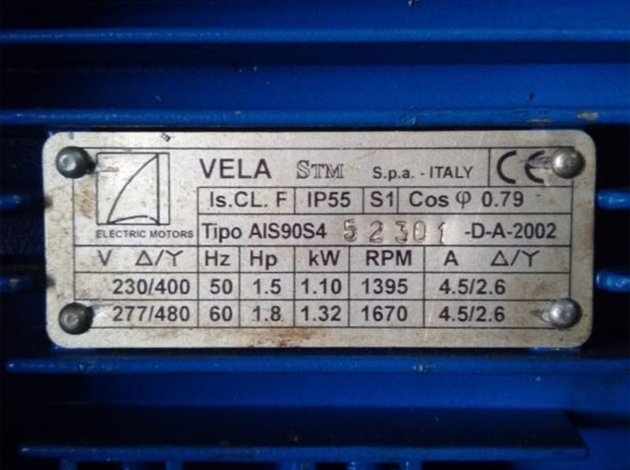 VELA STM S.p.a. - ITALY CE
Is.CL. F IP55 S1 Cos φ 0.79
ELECTRIC MOTORS Tipo AIS90S4 52301 -D-A-2002
V Δ/Y Hz Hp kW RPM A Δ/Y
230/400 50 1.5 1.10 1395 4.5/2.6
277/480 60 1.8 1.32 1670 4.5/2.6